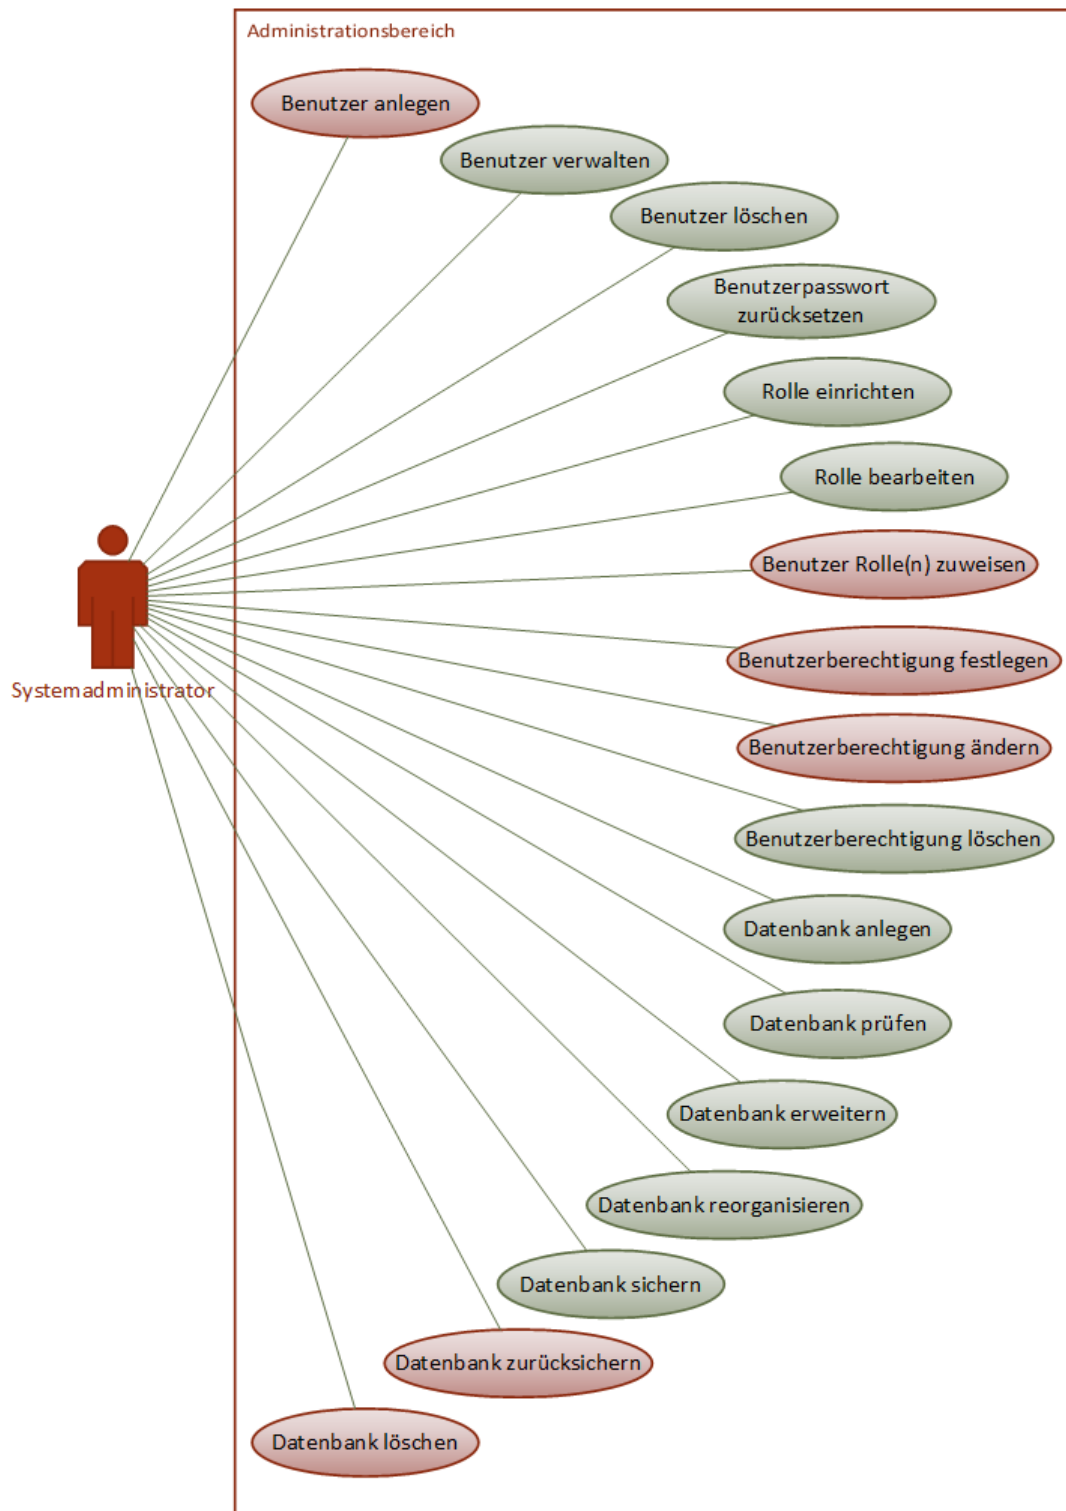 Administrationsbereich
Benutzer anlegen
Benutzer verwalten
Benutzer löschen
Benutzerpasswort
zurücksetzen
Rolle einrichten
Rolle bearbeiten
Benutzer Rolle(n) zuweisen
Benutzerberechtigung festlegen
Systemadministrator
Benutzerberechtigung ändern
Benutzerberechtigung löschen
Datenbank anlegen
Datenbank prüfen
Datenbank erweitern
Datenbank reorganisieren
Datenbank sichern
Datenbank zurücksichern
Datenbank löschen